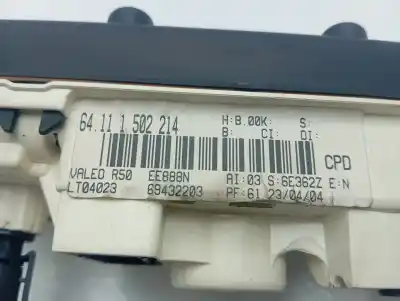 64.11 1 502 214
H:B.00K: S:
B: CI: DI:
CPD
VALEO R50 EE888N AI:03 S:6E362Z E:N
LT04023 69432203 PF:61 23/04/04